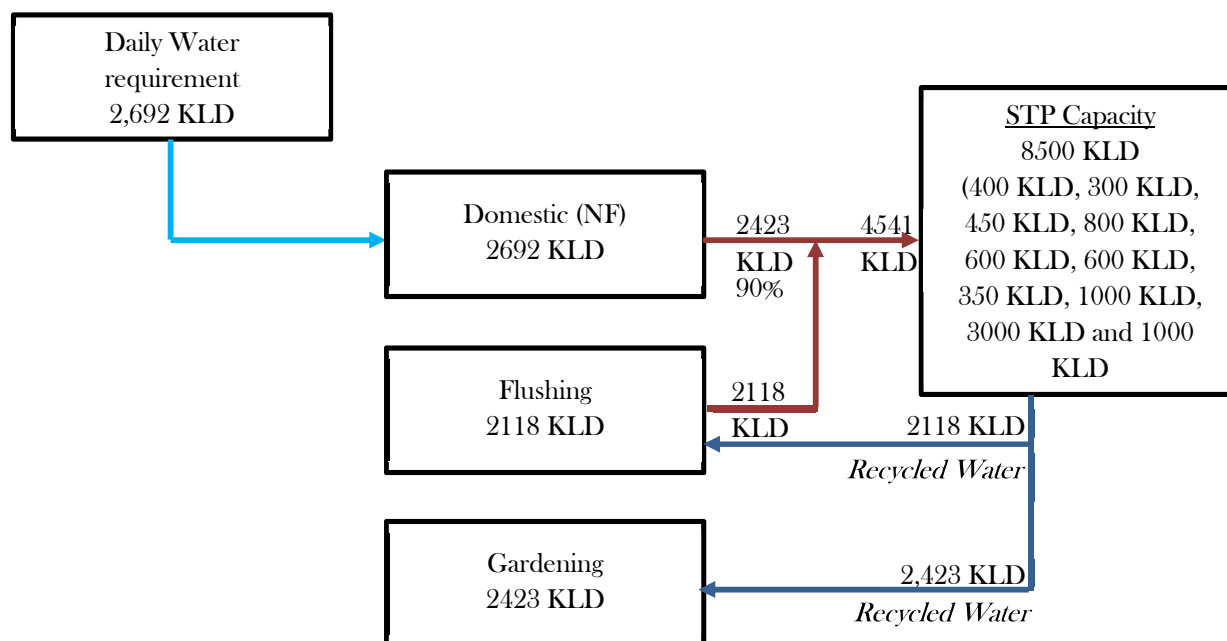 Daily Water
requirement
2,692 KLD
Domestic (NF)
2692 KLD
2423
KLD
90%
4541
KLD
STP Capacity
8500 KLD
(400 KLD, 300 KLD,
450 KLD, 800 KLD,
600 KLD, 600 KLD,
350 KLD, 1000 KLD,
3000 KLD and 1000
KLD
Flushing
2118 KLD
2118
KLD
2118 KLD
Recycled Water
Gardening
2423 KLD
2,423 KLD
Recycled Water